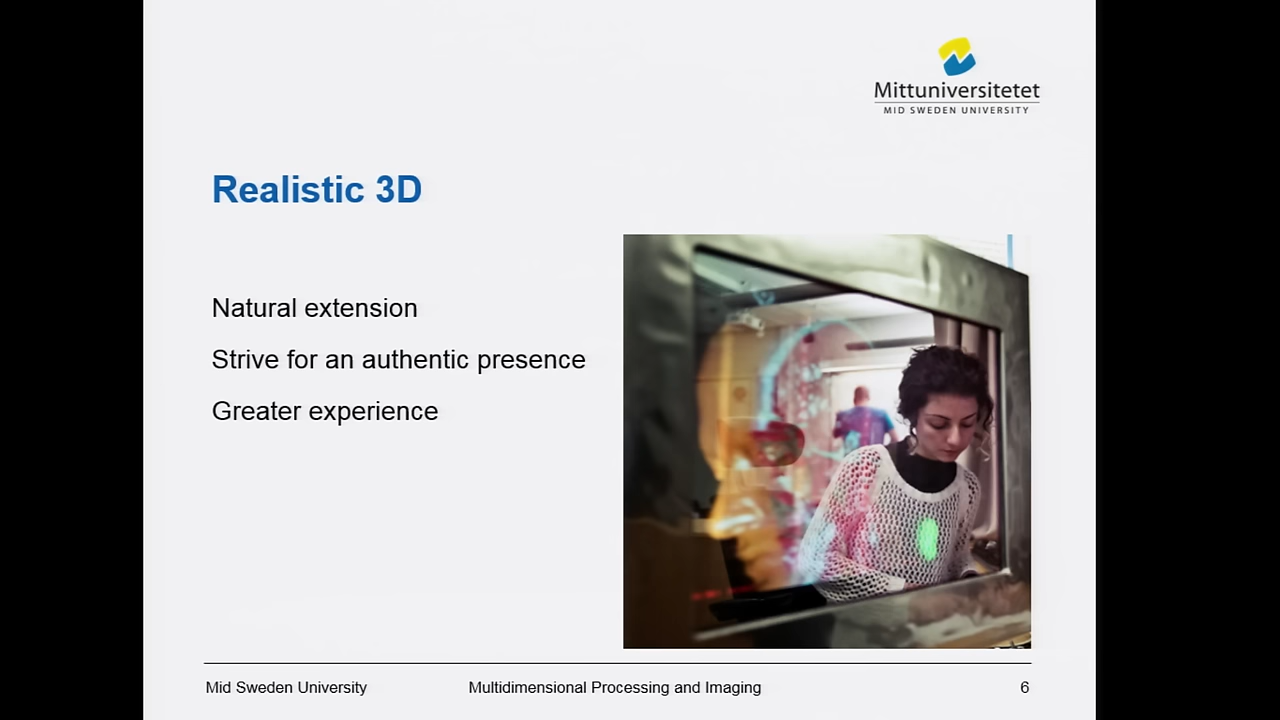 Mittuniversitetet
MID SWEDEN UNIVERSITY
Realistic 3D
Natural extension
Strive for an authentic presence
Greater experience
Mid Sweden University
Multidimensional Processing and Imaging
6